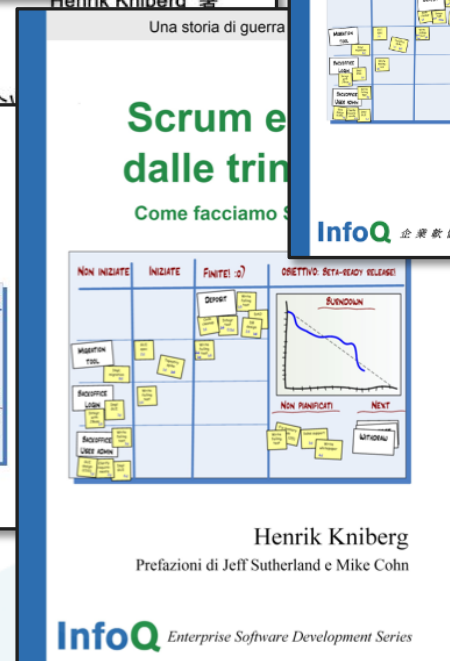 Henrik Kniberg 著
Una storia di guerra
Scrum e
dalle trin
Come facciamo S
NON INIZIATE
INIZIATE
FINITE! :o)
OBIETTIVO: BETA-READY RELEASE!
DEPOSIT
BURNDOWN
MIGRATION
TOOL
BACKOFFICE
LOGIN
BACKOFFICE
USER ADMIN
NON PIANIFICATI
NEXT
WITHDRAW
MIGRATION
TOOL
BACKOFFICE
LOGIN
BACKOFFICE
USER ADMIN
InfoQ 企業軟
Henrik Kniberg
Prefazioni di Jeff Sutherland e Mike Cohn
InfoQ Enterprise Software Development Series